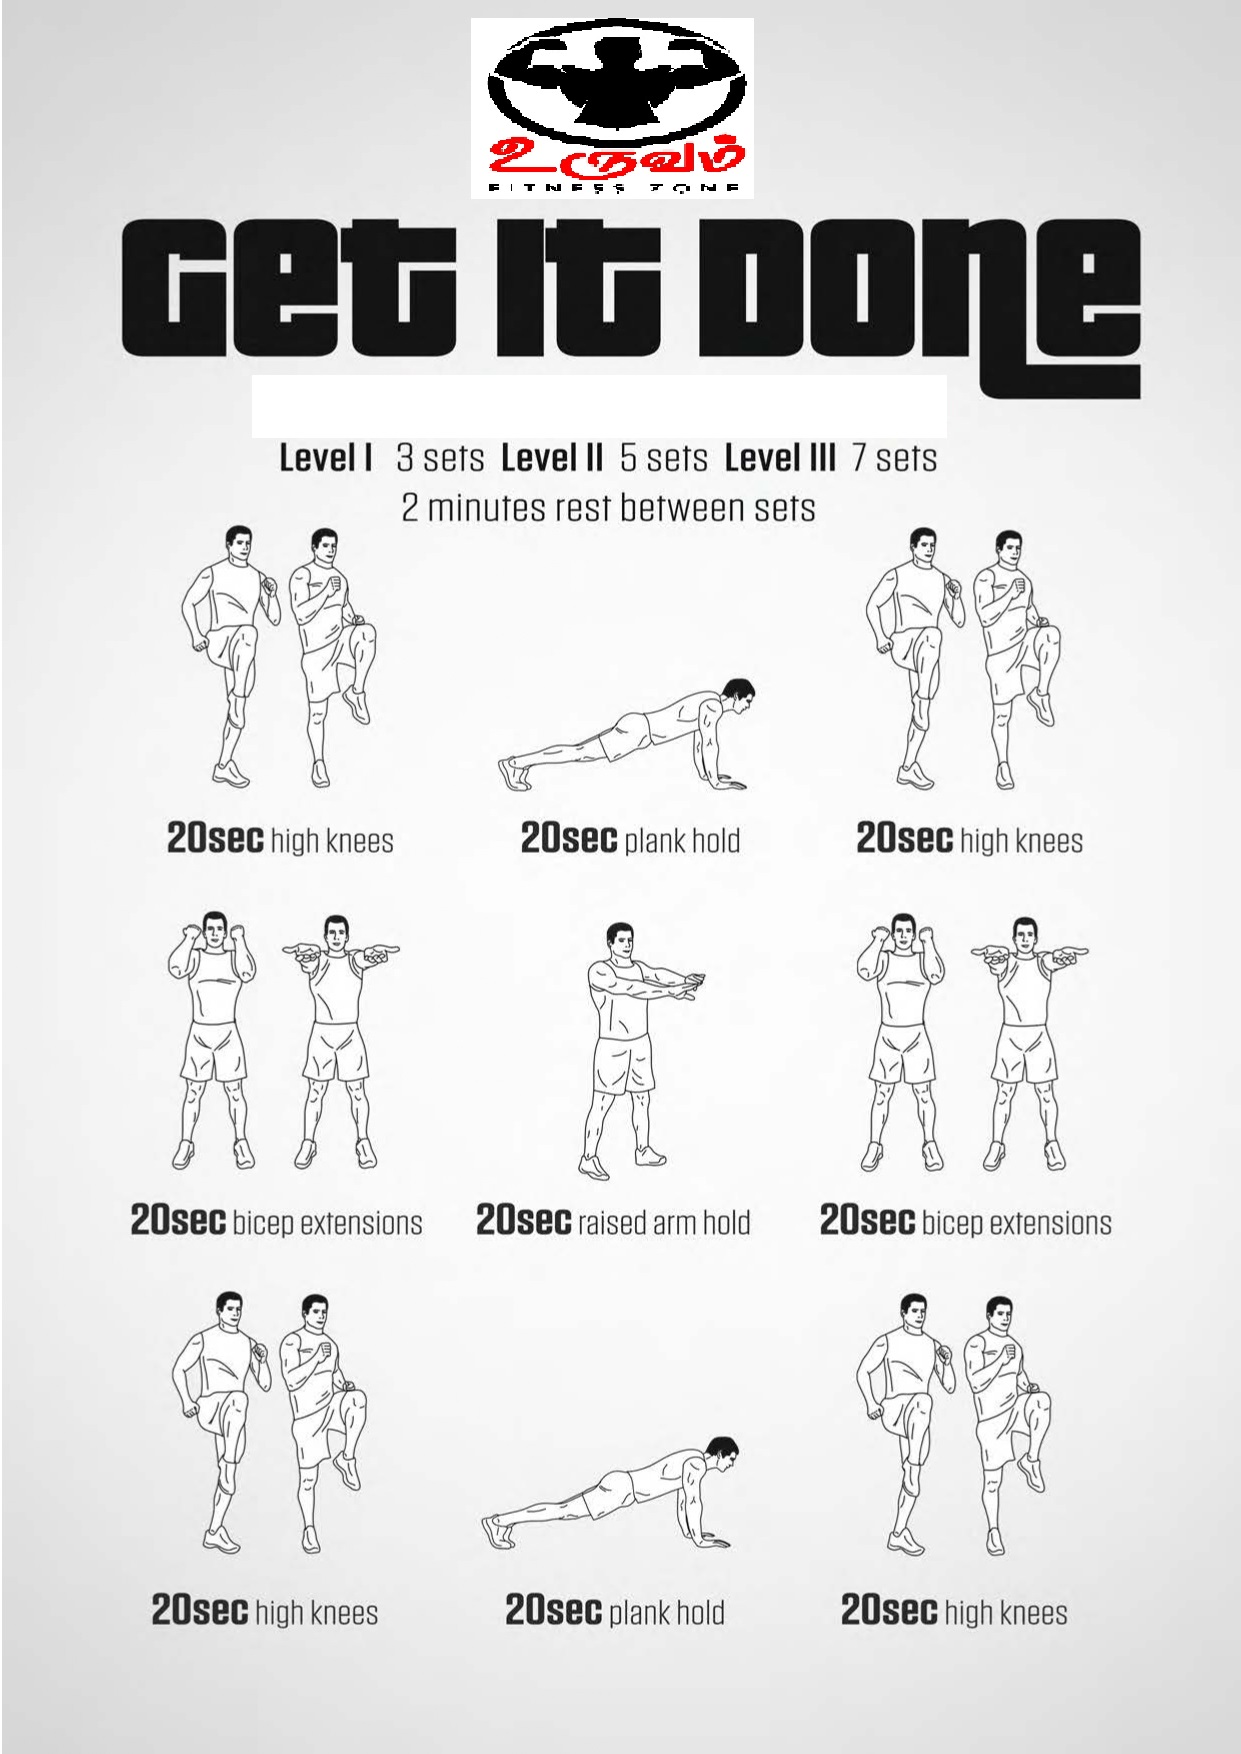 உருவம்
FITNESS ZONE
Get It Done
Level I 3 sets Level II 5 sets Level III 7 sets
2 minutes rest between sets
20sec high knees
20sec plank hold
20sec high knees
20sec bicep extensions
20sec raised arm hold
20sec bicep extensions
20sec high knees
20sec plank hold
20sec high knees